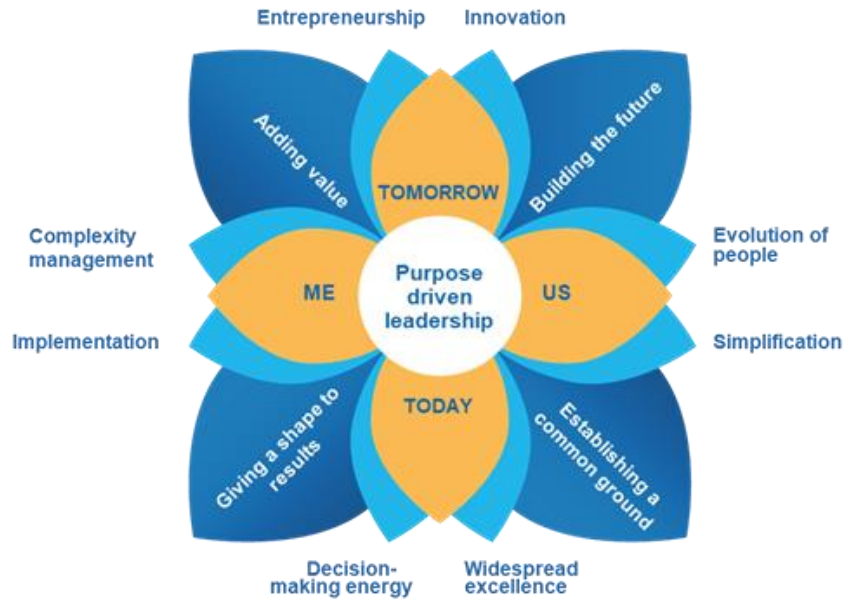 Entrepreneurship
Innovation
Adding value
Building the future
TOMORROW
Complexity
management
Evolution of
people
ME
Purpose
driven
leadership
US
Implementation
Simplification
TODAY
Giving a shape to
results
Establishing a
common ground
Decision-
making energy
Widespread
excellence